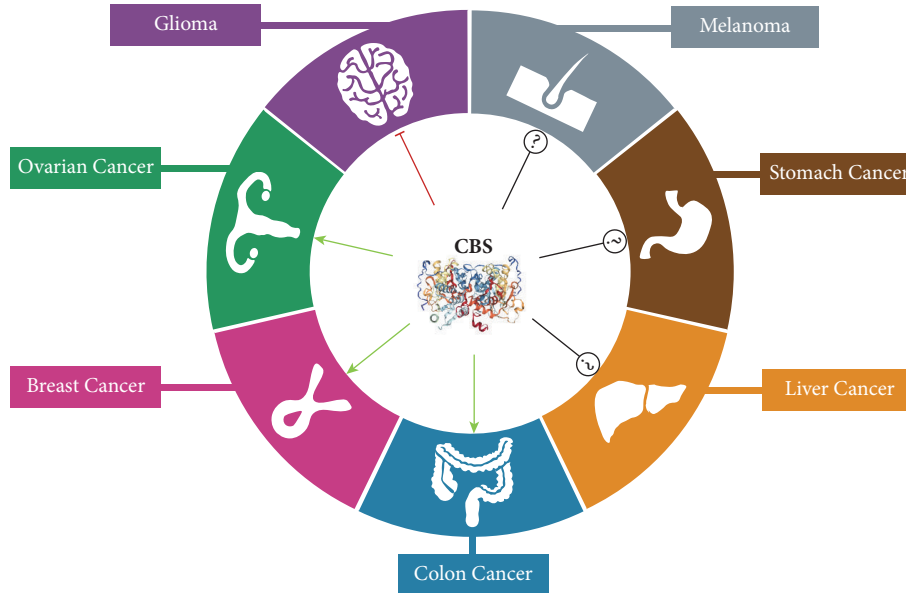 Glioma
Melanoma
Ovarian Cancer
Stomach Cancer
?
?
CBS
?
Breast Cancer
Liver Cancer
Colon Cancer